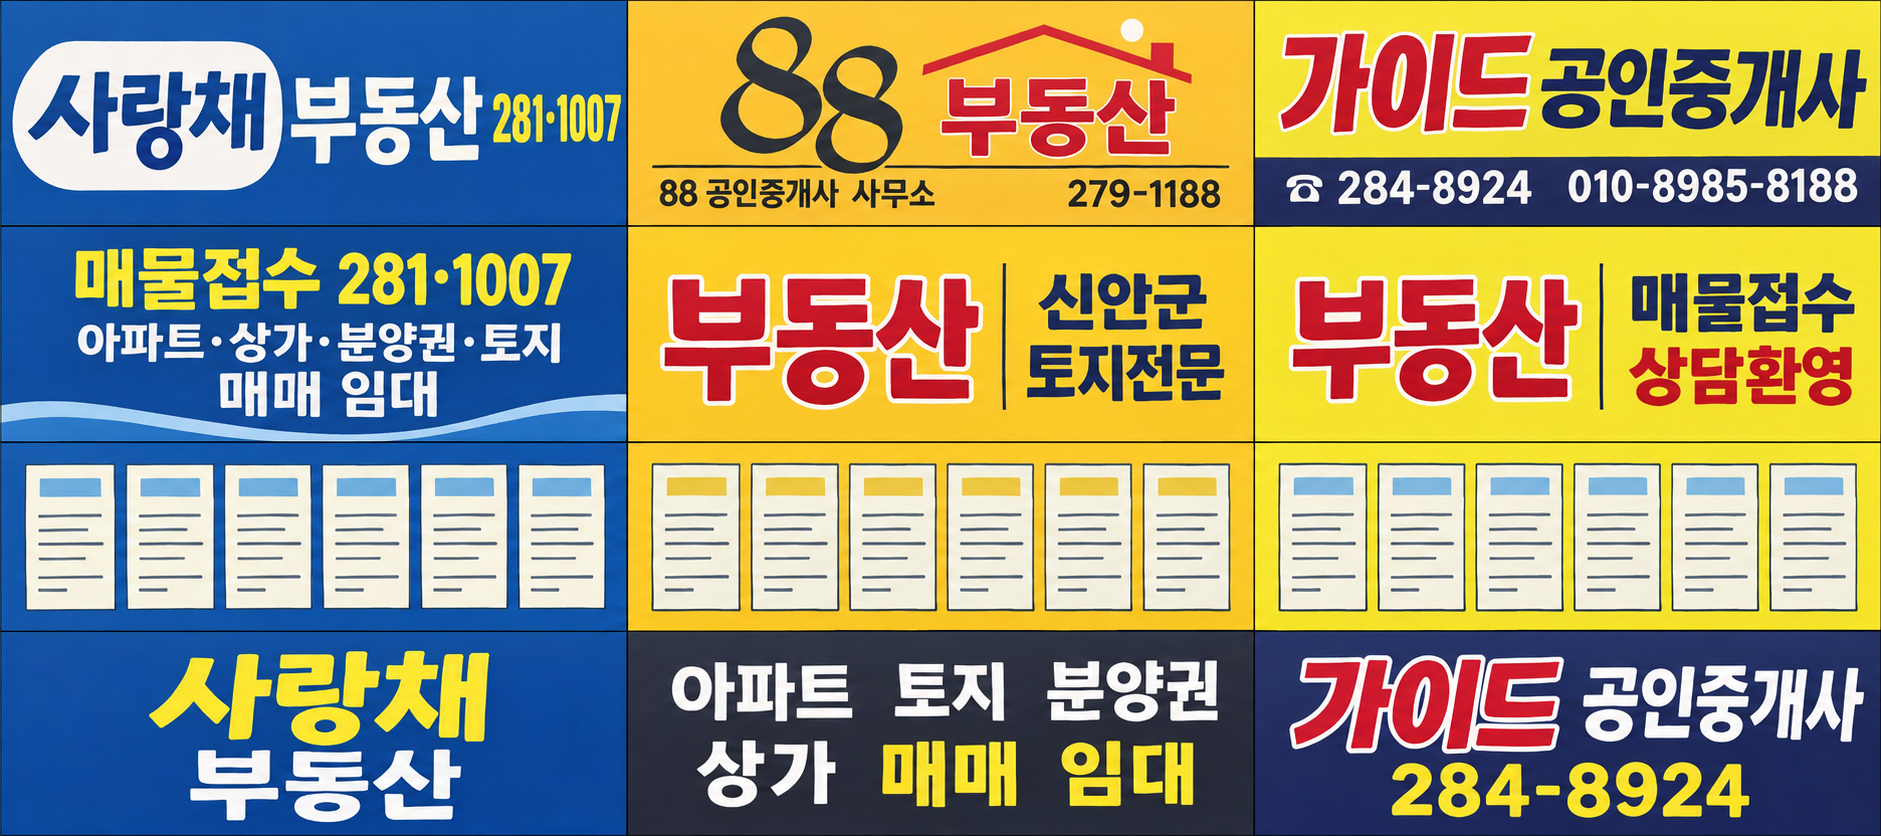 사랑채 부동산 281·1007
88 부동산
88 공인중개사 사무소 279-1188
가이드 공인중개사
☎ 284-8924 010-8985-8188
매물접수 281·1007
아파트·상가·분양권·토지
매매 임대
부동산
신안군
토지전문
부동산
매물접수
상담환영
사랑채
부동산
아파트 토지 분양권
상가 매매 임대
가이드 공인중개사
284-8924